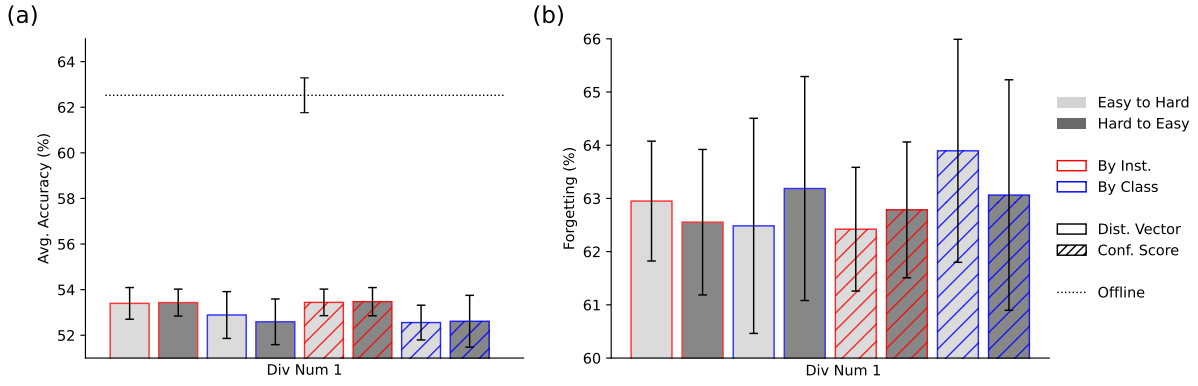 (a)
64
62
60
58
56
54
52
Avg. Accuracy (%)
Div Num 1
(b)
66
65
64
63
62
61
60
Forgetting (%)
Div Num 1
Easy to Hard
Hard to Easy
By Inst.
By Class
Dist. Vector
Conf. Score
Offline